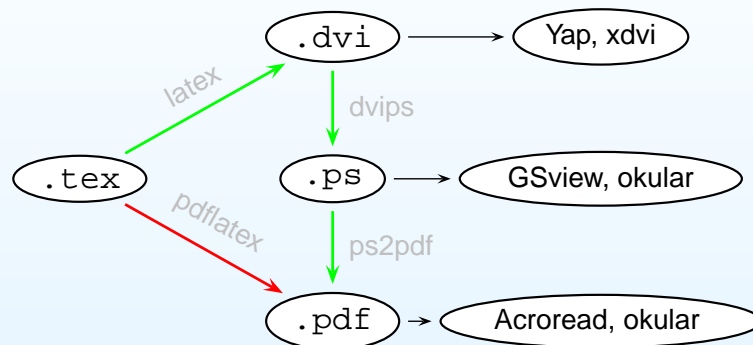 .dvi
Yap, xdvi
latex
dvips
.tex
.ps
GSview, okular
pdflatex
ps2pdf
.pdf
Acroread, okular